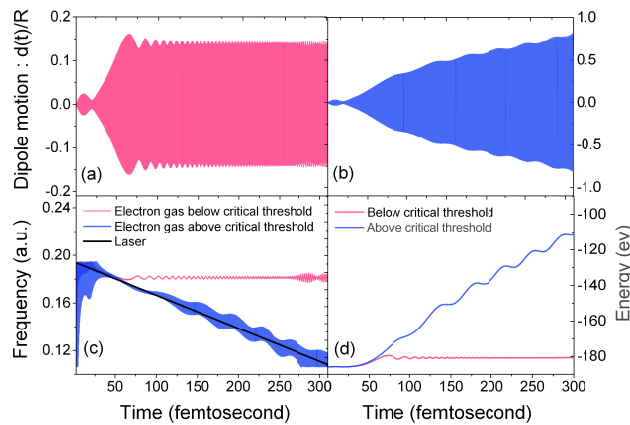 Dipole motion : d(t)/R
0.2
0.1
0.0
-0.1
-0.2
(a)
1.0
0.5
0.0
-0.5
-1.0
(b)
Frequency (a.u.)
0.24
0.20
0.16
0.12
Electron gas below critical threshold
Electron gas above critical threshold
Laser
(c)
Below critical threshold
Above critical threshold
(d)
-100
-120
-140
-160
-180
Energy (ev)
50 100 150 200 250
50 100 150 200 250 300
Time (femtosecond)
Time (femtosecond)